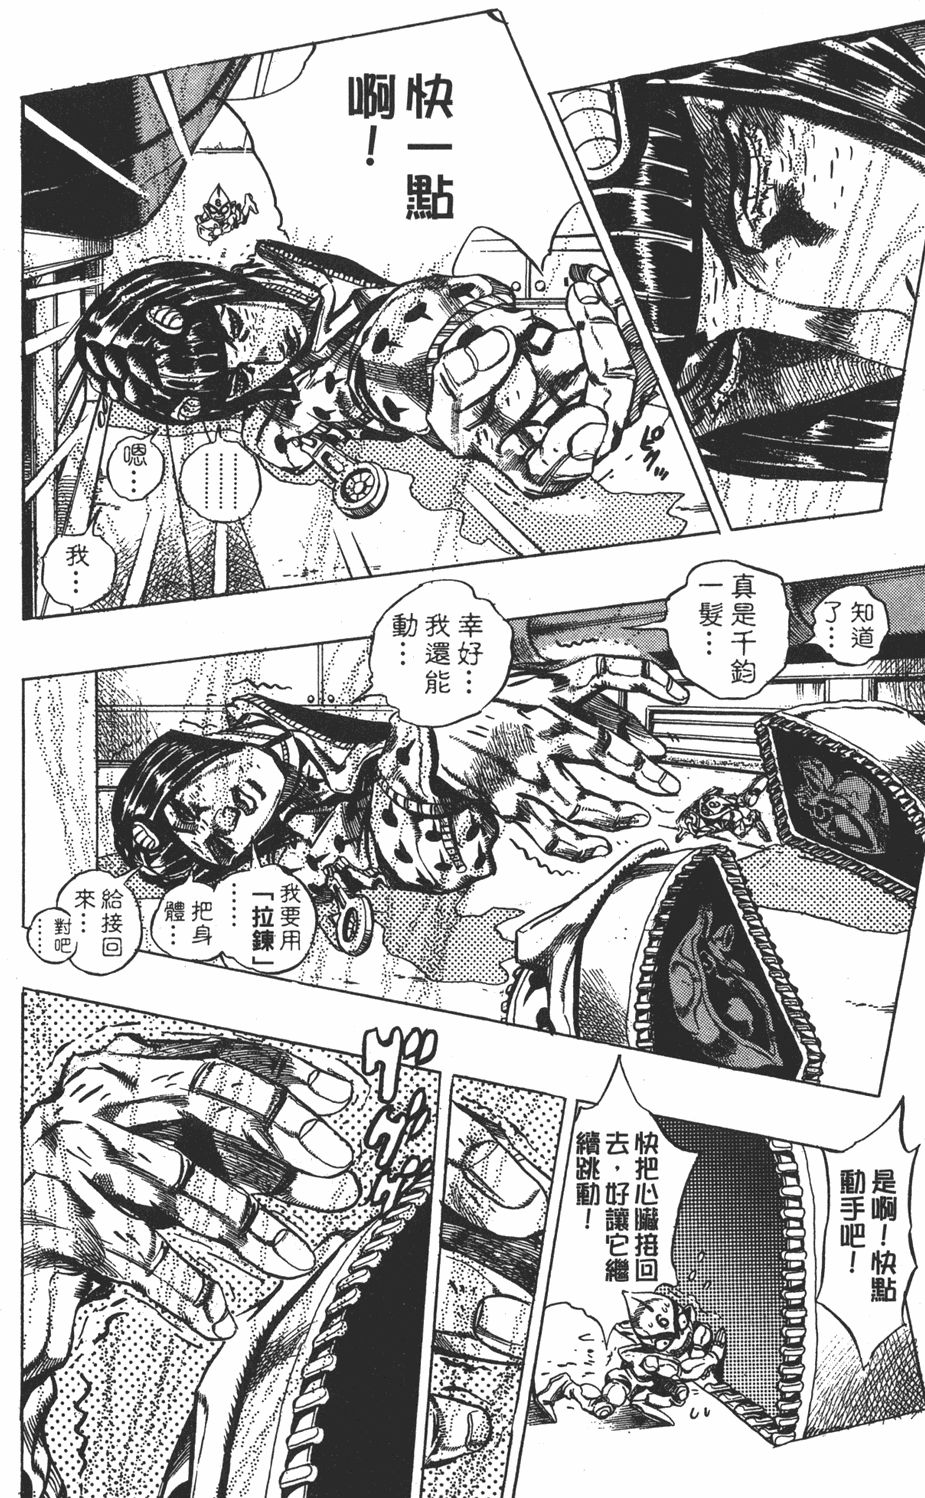 快一點
啊！
………
嗯…
我…
知道
了…
真是千鈞
一髮…
幸好…
我還能
動…
我要用
「拉鍊」
……
把身
體…
給接回
來…
對吧
……
是啊！快點
動手吧！
快把心臟接回
去，好讓它繼
續跳動！